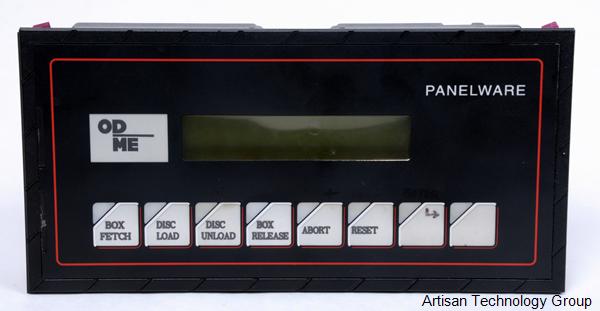 PANELWARE
OD
ME
BOX
FETCH
DISC
LOAD
DISC
UNLOAD
BOX
RELEASE
ABORT
RESET
Artisan Technology Group